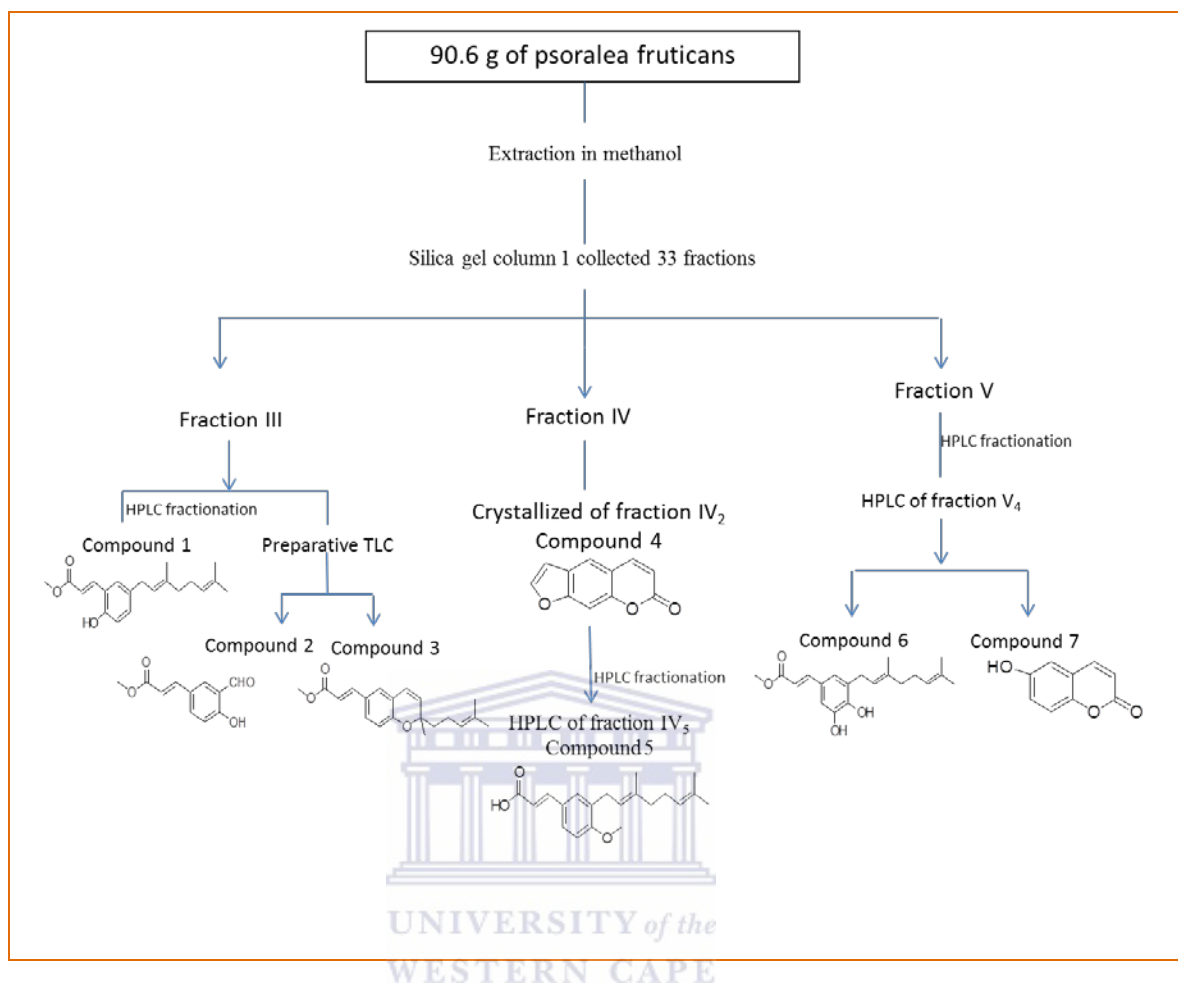 90.6 g of psoralea fruticans
Extraction in methanol
Silica gel column 1 collected 33 fractions
Fraction III
Fraction IV
Fraction V
HPLC fractionation
HPLC fractionation
Compound 1
Preparative TLC
Crystallized of fraction IV₂
Compound 4
HPLC of fraction V₄
O
O
HO
O
O
O
Compound 2
Compound 3
O
O
CHO
OH
O
O
O
HPLC fractionation
HPLC of fraction IV₅
Compound 5
O
HO
O
Compound 6
Compound 7
O
O
OH
OH
HO
O
O
UNIVERSITY of the
WESTERN CAPE